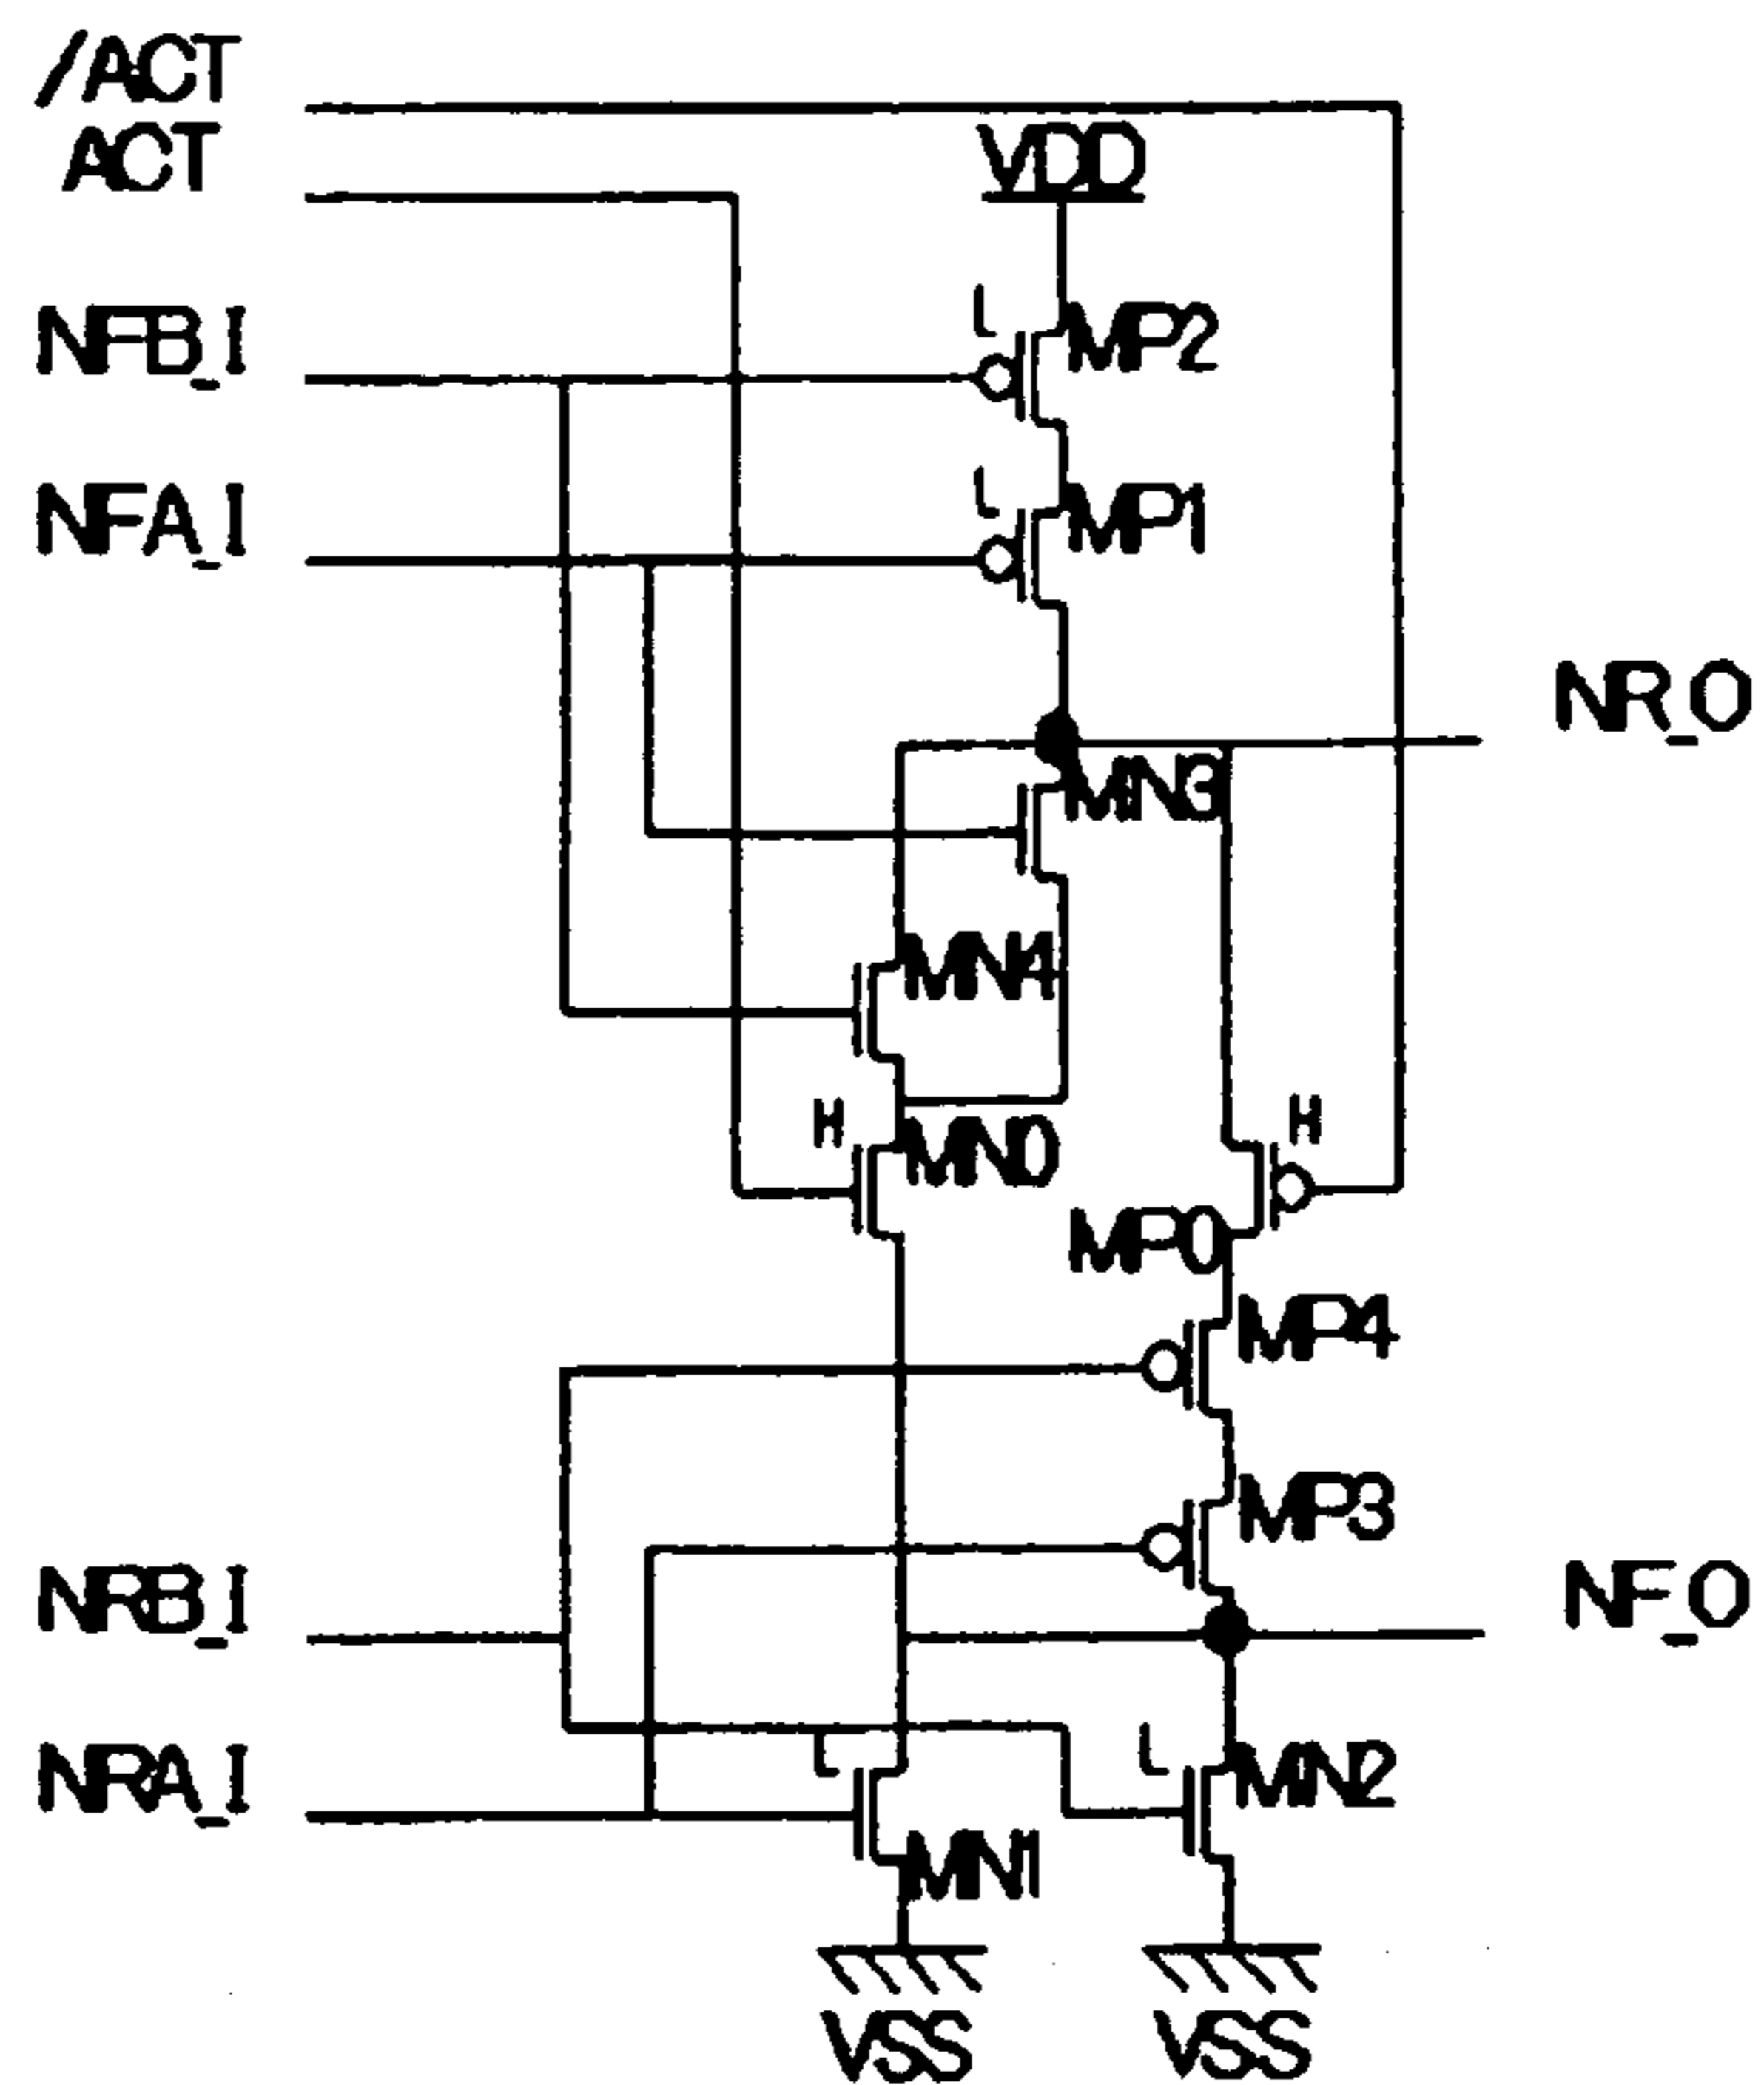 /ACT
ACT
VDD
NFB_I
L
MP2
NFA_I
L
MP1
NR_O
MN3
MN4
H
MN0
H
MP0
MP4
MP3
NRB_I
NF_O
NRA_I
L
L
MN2
MN1
VSS
VSS